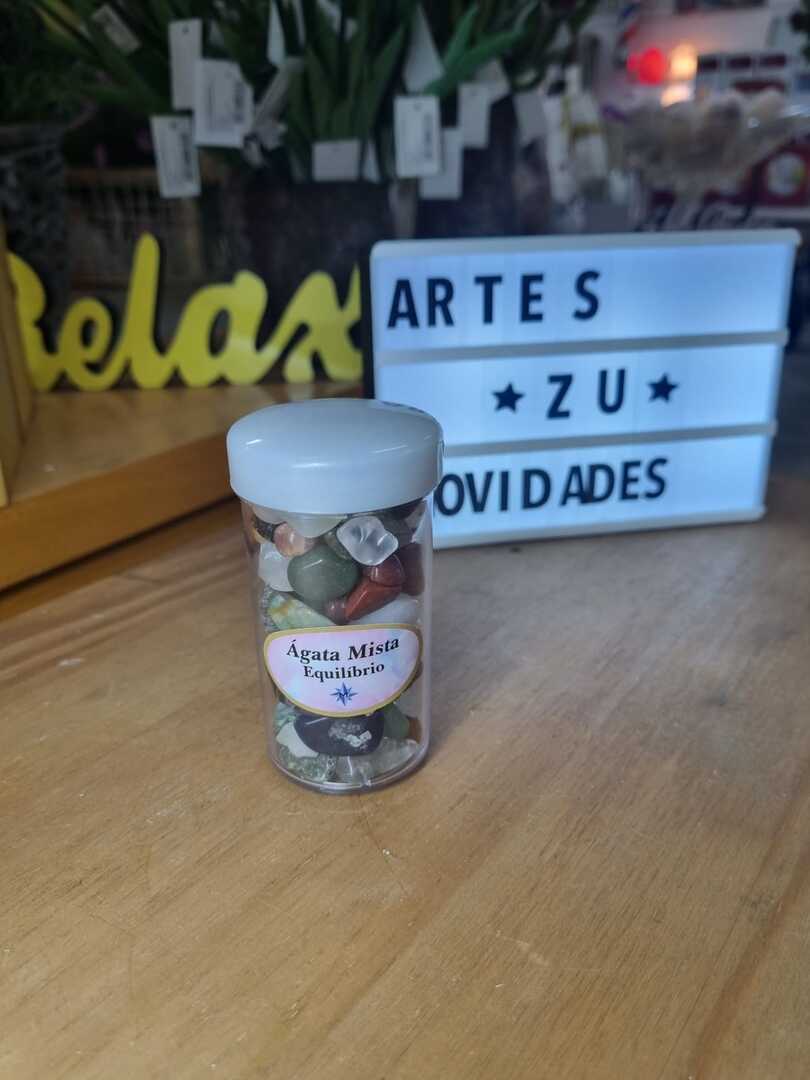 Relax
ARTES
★ ZU ★
OVIDADES
Ágata Mista
Equilíbrio
M